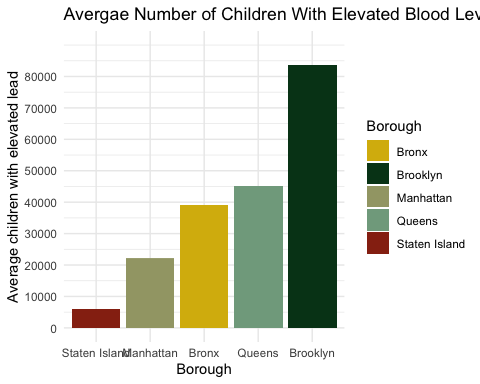 Avergae Number of Children With Elevated Blood Lev
Average children with elevated lead
80000
70000
60000
50000
40000
30000
20000
10000
0
Staten Island Manhattan Bronx Queens Brooklyn
Borough
Borough
Bronx
Brooklyn
Manhattan
Queens
Staten Island